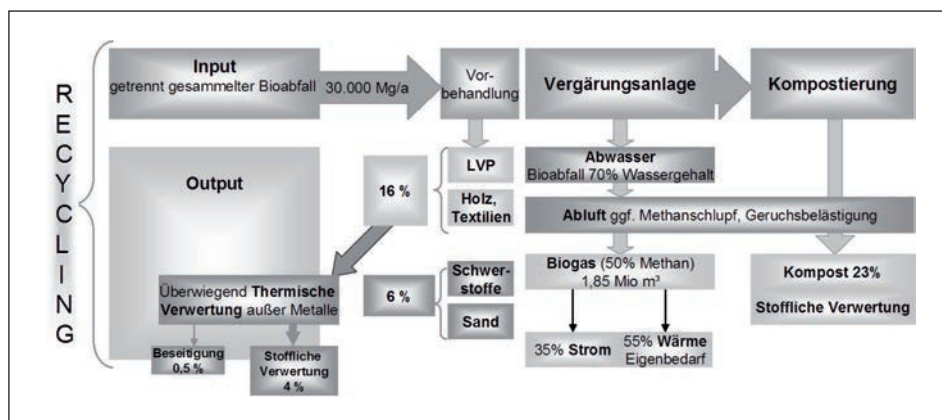 RECYCLING
Input
getrennt gesammelter Bioabfall
30.000 Mg/a
Vor-
behandlung
Vergärungsanlage
Kompostierung
Output
16 %
LVP
Holz,
Textilien
Abwasser
Bioabfall 70% Wassergehalt
Abluft ggf. Methanschlupf, Geruchsbelästigung
Überwiegend Thermische
Verwertung außer Metalle
6 %
Schwer-
stoffe
Sand
Biogas (50% Methan)
1,85 Mio m³
Kompost 23%
Stoffliche Verwertung
Beseitigung
0,5 %
Stoffliche
Verwertung
4 %
35% Strom
55% Wärme
Eigenbedarf